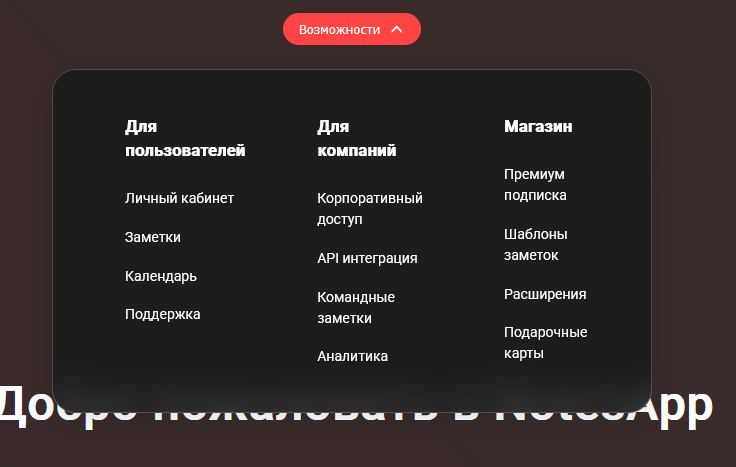 Возможности
Для
пользователей
Личный кабинет
Заметки
Календарь
Поддержка
Для
компаний
Корпоративный
доступ
API интеграция
Командные
заметки
Аналитика
Магазин
Премиум
подписка
Шаблоны
заметок
Расширения
Подарочные
карты
Добро пожаловать в NotesApp